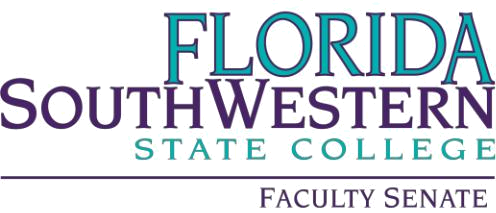 FLORIDA
SOUTHWESTERN
STATE COLLEGE
FACULTY SENATE